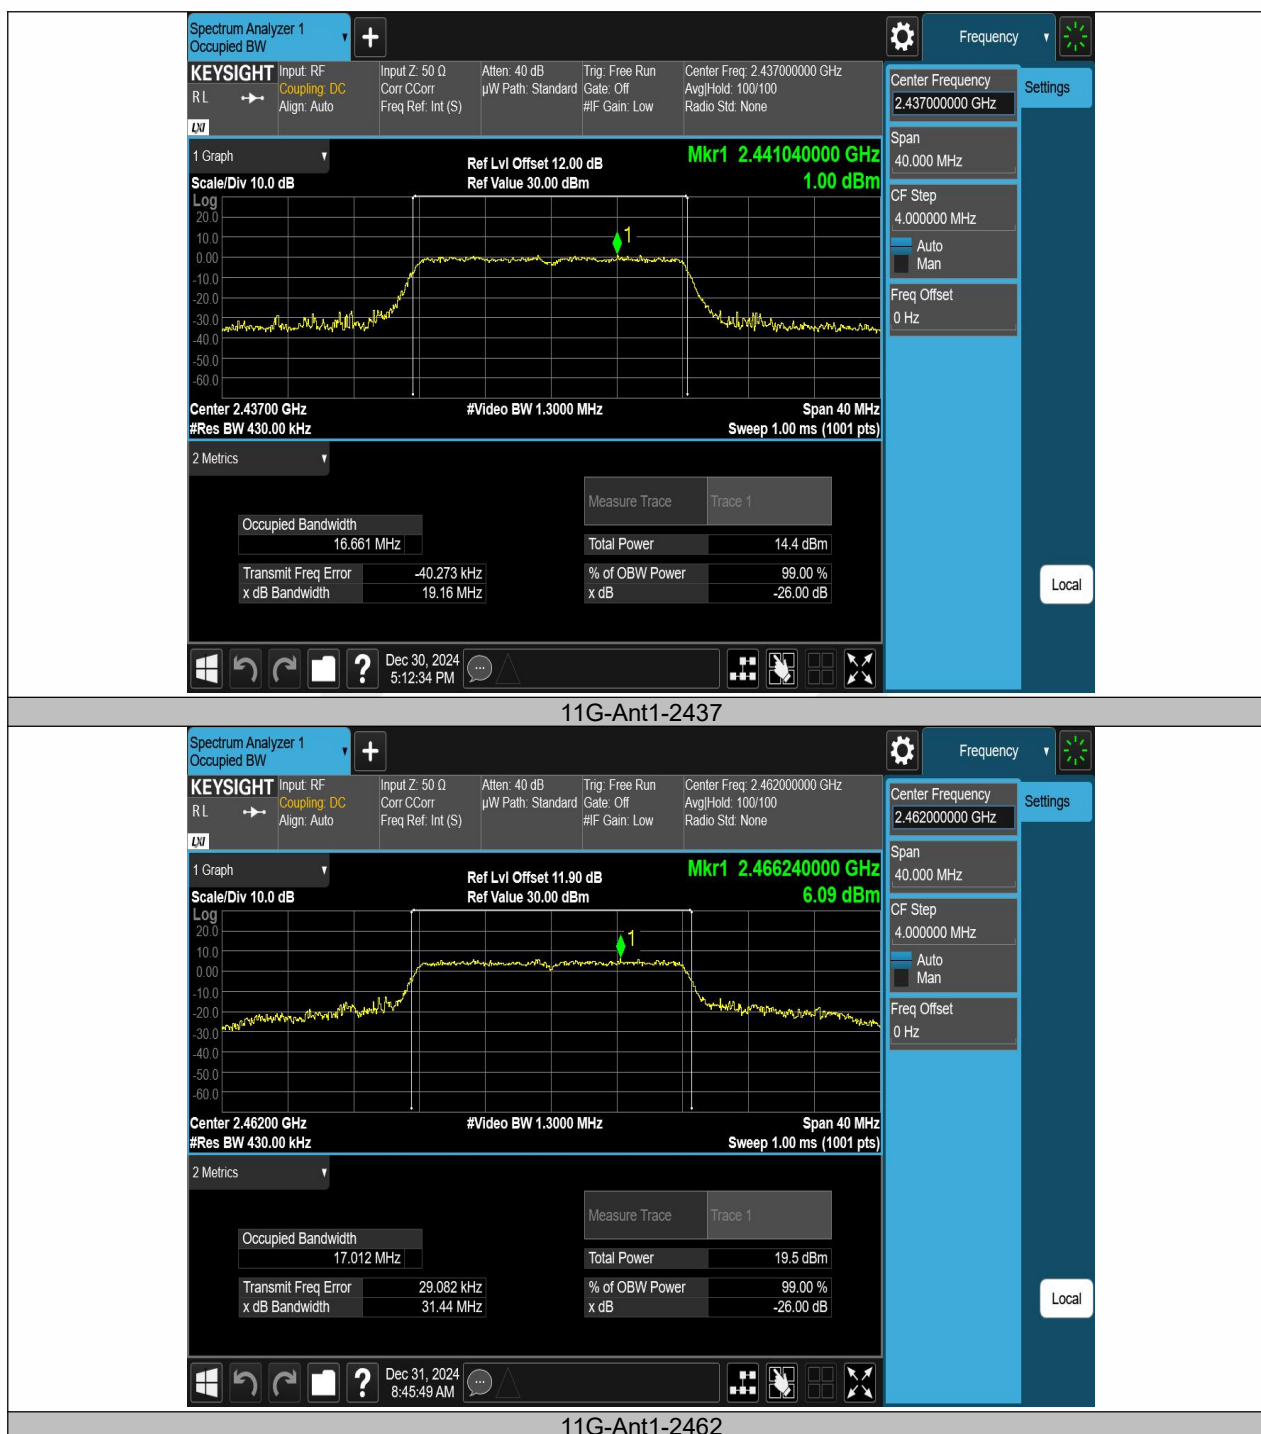 Spectrum Analyzer 1
Occupied BW
+
Frequency
KEYSIGHT
R L
LXI
Input: RF
Coupling: DC
Align: Auto
Input Z: 50 Ω
Corr CCorr
Freq Ref: Int (S)
Atten: 40 dB
µW Path: Standard
Trig: Free Run
Gate: Off
#IF Gain: Low
Center Freq: 2.437000000 GHz
Avg|Hold: 100/100
Radio Std: None
Center Frequency
2.437000000 GHz
Settings
Span
40.000 MHz
CF Step
4.000000 MHz
Auto
Man
Freq Offset
0 Hz
Local
1 Graph
Scale/Div 10.0 dB
Ref Lvl Offset 12.00 dB
Ref Value 30.00 dBm
Mkr1 2.441040000 GHz
1.00 dBm
Log
20.0
10.0
0.00
-10.0
-20.0
-30.0
-40.0
-50.0
-60.0
1
Center 2.43700 GHz
#Res BW 430.00 kHz
#Video BW 1.3000 MHz
Span 40 MHz
Sweep 1.00 ms (1001 pts)
2 Metrics
Measure Trace Trace 1
Occupied Bandwidth
16.661 MHz
Total Power 14.4 dBm
Transmit Freq Error -40.273 kHz
x dB Bandwidth 19.16 MHz
% of OBW Power 99.00 %
x dB -26.00 dB
?
Dec 30, 2024
5:12:34 PM
11G-Ant1-2437
Spectrum Analyzer 1
Occupied BW
+
Frequency
KEYSIGHT
R L
LXI
Input: RF
Coupling: DC
Align: Auto
Input Z: 50 Ω
Corr CCorr
Freq Ref: Int (S)
Atten: 40 dB
µW Path: Standard
Trig: Free Run
Gate: Off
#IF Gain: Low
Center Freq: 2.462000000 GHz
Avg|Hold: 100/100
Radio Std: None
Center Frequency
2.462000000 GHz
Settings
Span
40.000 MHz
CF Step
4.000000 MHz
Auto
Man
Freq Offset
0 Hz
Local
1 Graph
Scale/Div 10.0 dB
Ref Lvl Offset 11.90 dB
Ref Value 30.00 dBm
Mkr1 2.466240000 GHz
6.09 dBm
Log
20.0
10.0
0.00
-10.0
-20.0
-30.0
-40.0
-50.0
-60.0
1
Center 2.46200 GHz
#Res BW 430.00 kHz
#Video BW 1.3000 MHz
Span 40 MHz
Sweep 1.00 ms (1001 pts)
2 Metrics
Measure Trace Trace 1
Occupied Bandwidth
17.012 MHz
Total Power 19.5 dBm
Transmit Freq Error 29.082 kHz
x dB Bandwidth 31.44 MHz
% of OBW Power 99.00 %
x dB -26.00 dB
?
Dec 31, 2024
8:45:49 AM
11G-Ant1-2462